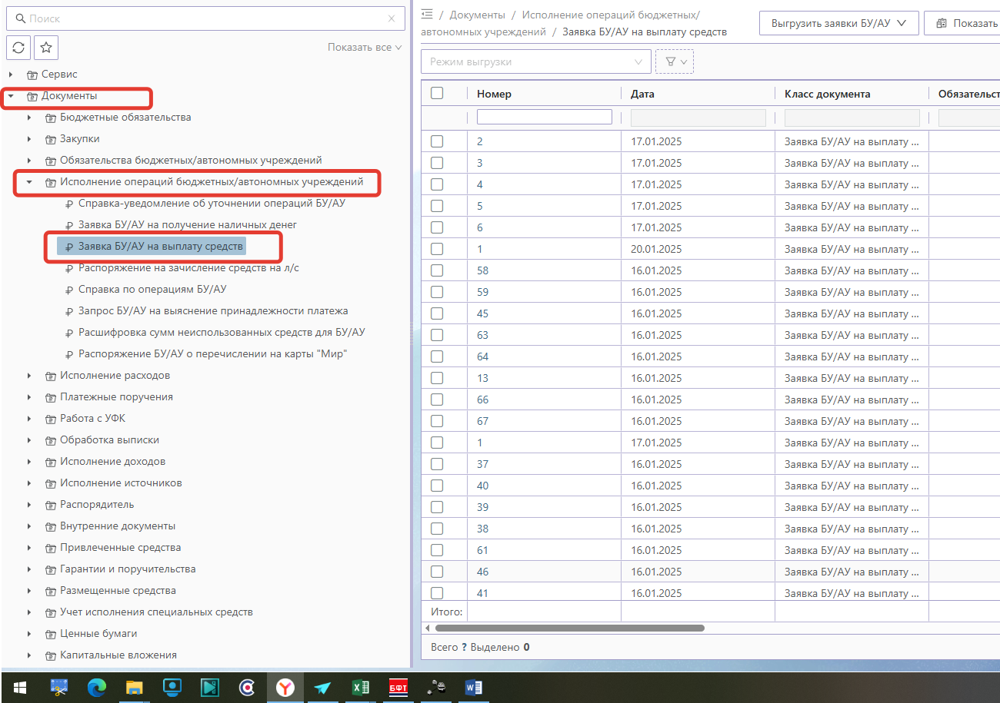 Поиск
Показать все
Сервис
Документы
Бюджетные обязательства
Закупки
Обязательства бюджетных/автономных учреждений
Исполнение операций бюджетных/автономных учреждений
Справка-уведомление об уточнении операций БУ/АУ
Заявка БУ/АУ на получение наличных денег
Заявка БУ/АУ на выплату средств
Распоряжение на зачисление средств на л/с
Справка по операциям БУ/АУ
Запрос БУ/АУ на выяснение принадлежности платежа
Расшифровка сумм неиспользованных средств для БУ/АУ
Распоряжение БУ/АУ о перечислении на карты "Мир"
Исполнение расходов
Платежные поручения
Работа с УФК
Обработка выписки
Исполнение доходов
Исполнение источников
Распорядитель
Внутренние документы
Привлеченные средства
Гарантии и поручительства
Размещенные средства
Учет исполнения специальных средств
Ценные бумаги
Капитальные вложения
/ Документы / Исполнение операций бюджетных/
автономных учреждений / Заявка БУ/АУ на выплату средств
Выгрузить заявки БУ/АУ
Показать
Режим выгрузки
Номер Дата Класс документа Обязательст
2 17.01.2025 Заявка БУ/АУ на выплату ...
3 17.01.2025 Заявка БУ/АУ на выплату ...
4 17.01.2025 Заявка БУ/АУ на выплату ...
5 17.01.2025 Заявка БУ/АУ на выплату ...
6 17.01.2025 Заявка БУ/АУ на выплату ...
1 20.01.2025 Заявка БУ/АУ на выплату ...
58 16.01.2025 Заявка БУ/АУ на выплату ...
59 16.01.2025 Заявка БУ/АУ на выплату ...
45 16.01.2025 Заявка БУ/АУ на выплату ...
63 16.01.2025 Заявка БУ/АУ на выплату ...
64 16.01.2025 Заявка БУ/АУ на выплату ...
13 16.01.2025 Заявка БУ/АУ на выплату ...
66 16.01.2025 Заявка БУ/АУ на выплату ...
67 16.01.2025 Заявка БУ/АУ на выплату ...
1 17.01.2025 Заявка БУ/АУ на выплату ...
37 16.01.2025 Заявка БУ/АУ на выплату ...
40 16.01.2025 Заявка БУ/АУ на выплату ...
39 16.01.2025 Заявка БУ/АУ на выплату ...
38 16.01.2025 Заявка БУ/АУ на выплату ...
61 16.01.2025 Заявка БУ/АУ на выплату ...
46 16.01.2025 Заявка БУ/АУ на выплату ...
41 16.01.2025 Заявка БУ/АУ на выплату ...
Итого:
Всего ? Выделено 0
БФТ